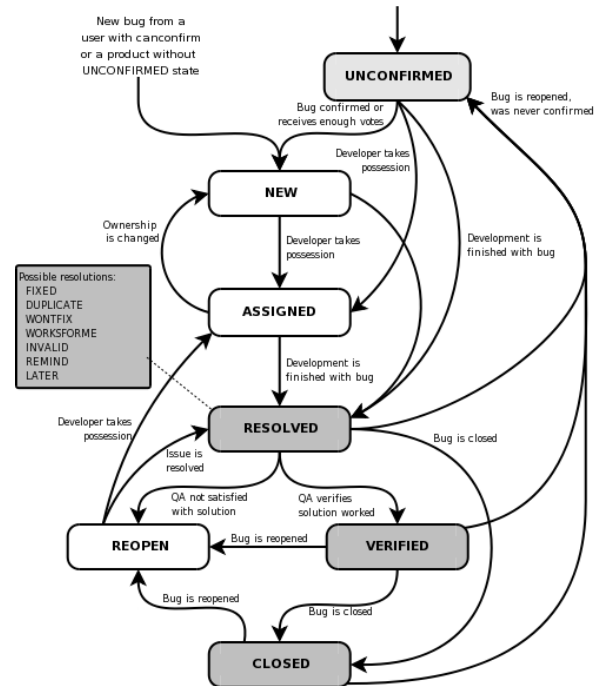 New bug from a
user with canconfirm
or a product without
UNCONFIRMED state
UNCONFIRMED
Bug is reopened,
was never confirmed
Bug confirmed or
receives enough votes
Developer takes
possession
NEW
Ownership
is changed
Developer takes
possession
Development is
finished with bug
Possible resolutions:
FIXED
DUPLICATE
WONTFIX
WORKSFORME
INVALID
REMIND
LATER
ASSIGNED
Development is
finished with bug
Developer takes
possession
RESOLVED
Bug is closed
Issue is
resolved
QA not satisfied
with solution
QA verifies
solution worked
REOPEN
Bug is reopened
VERIFIED
Bug is reopened
Bug is closed
CLOSED